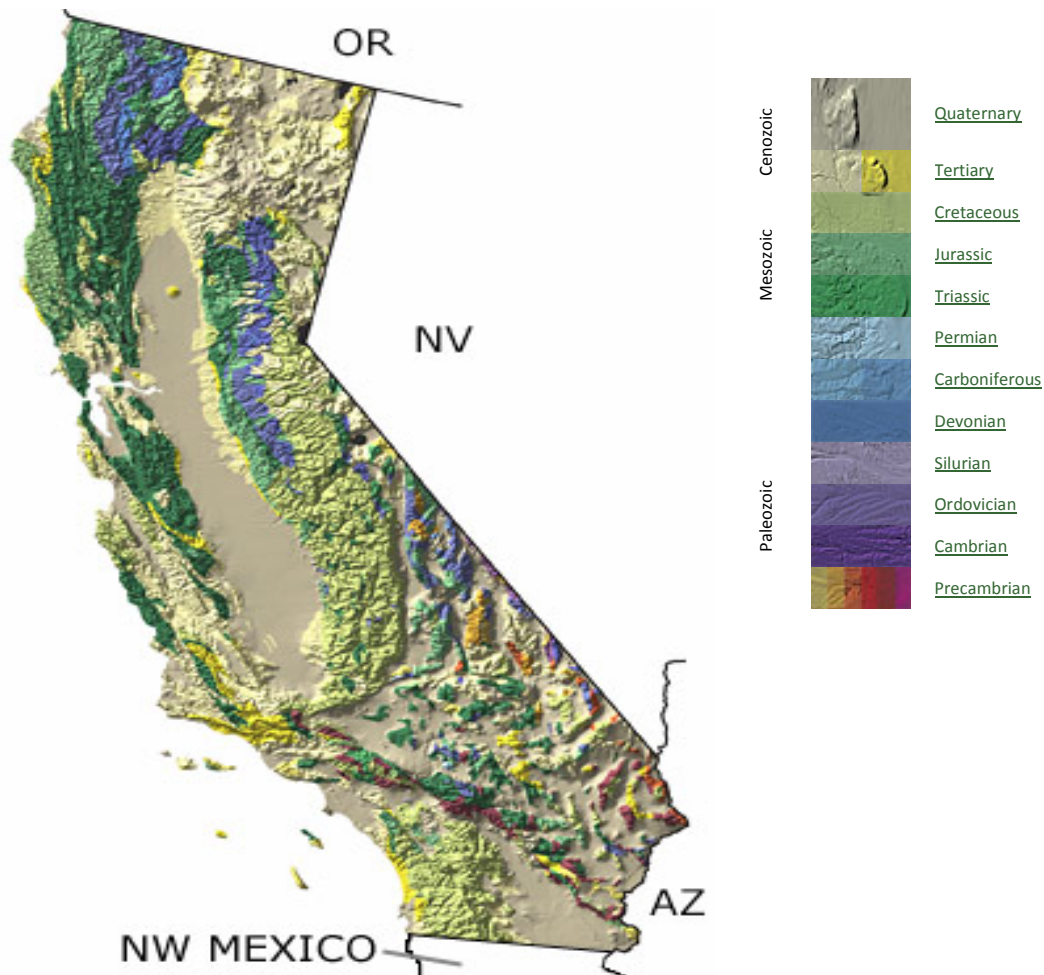 OR
NV
AZ
NW MEXICO
Cenozoic
Quaternary
Tertiary
Mesozoic
Cretaceous
Jurassic
Triassic
Paleozoic
Permian
Carboniferous
Devonian
Silurian
Ordovician
Cambrian
Precambrian